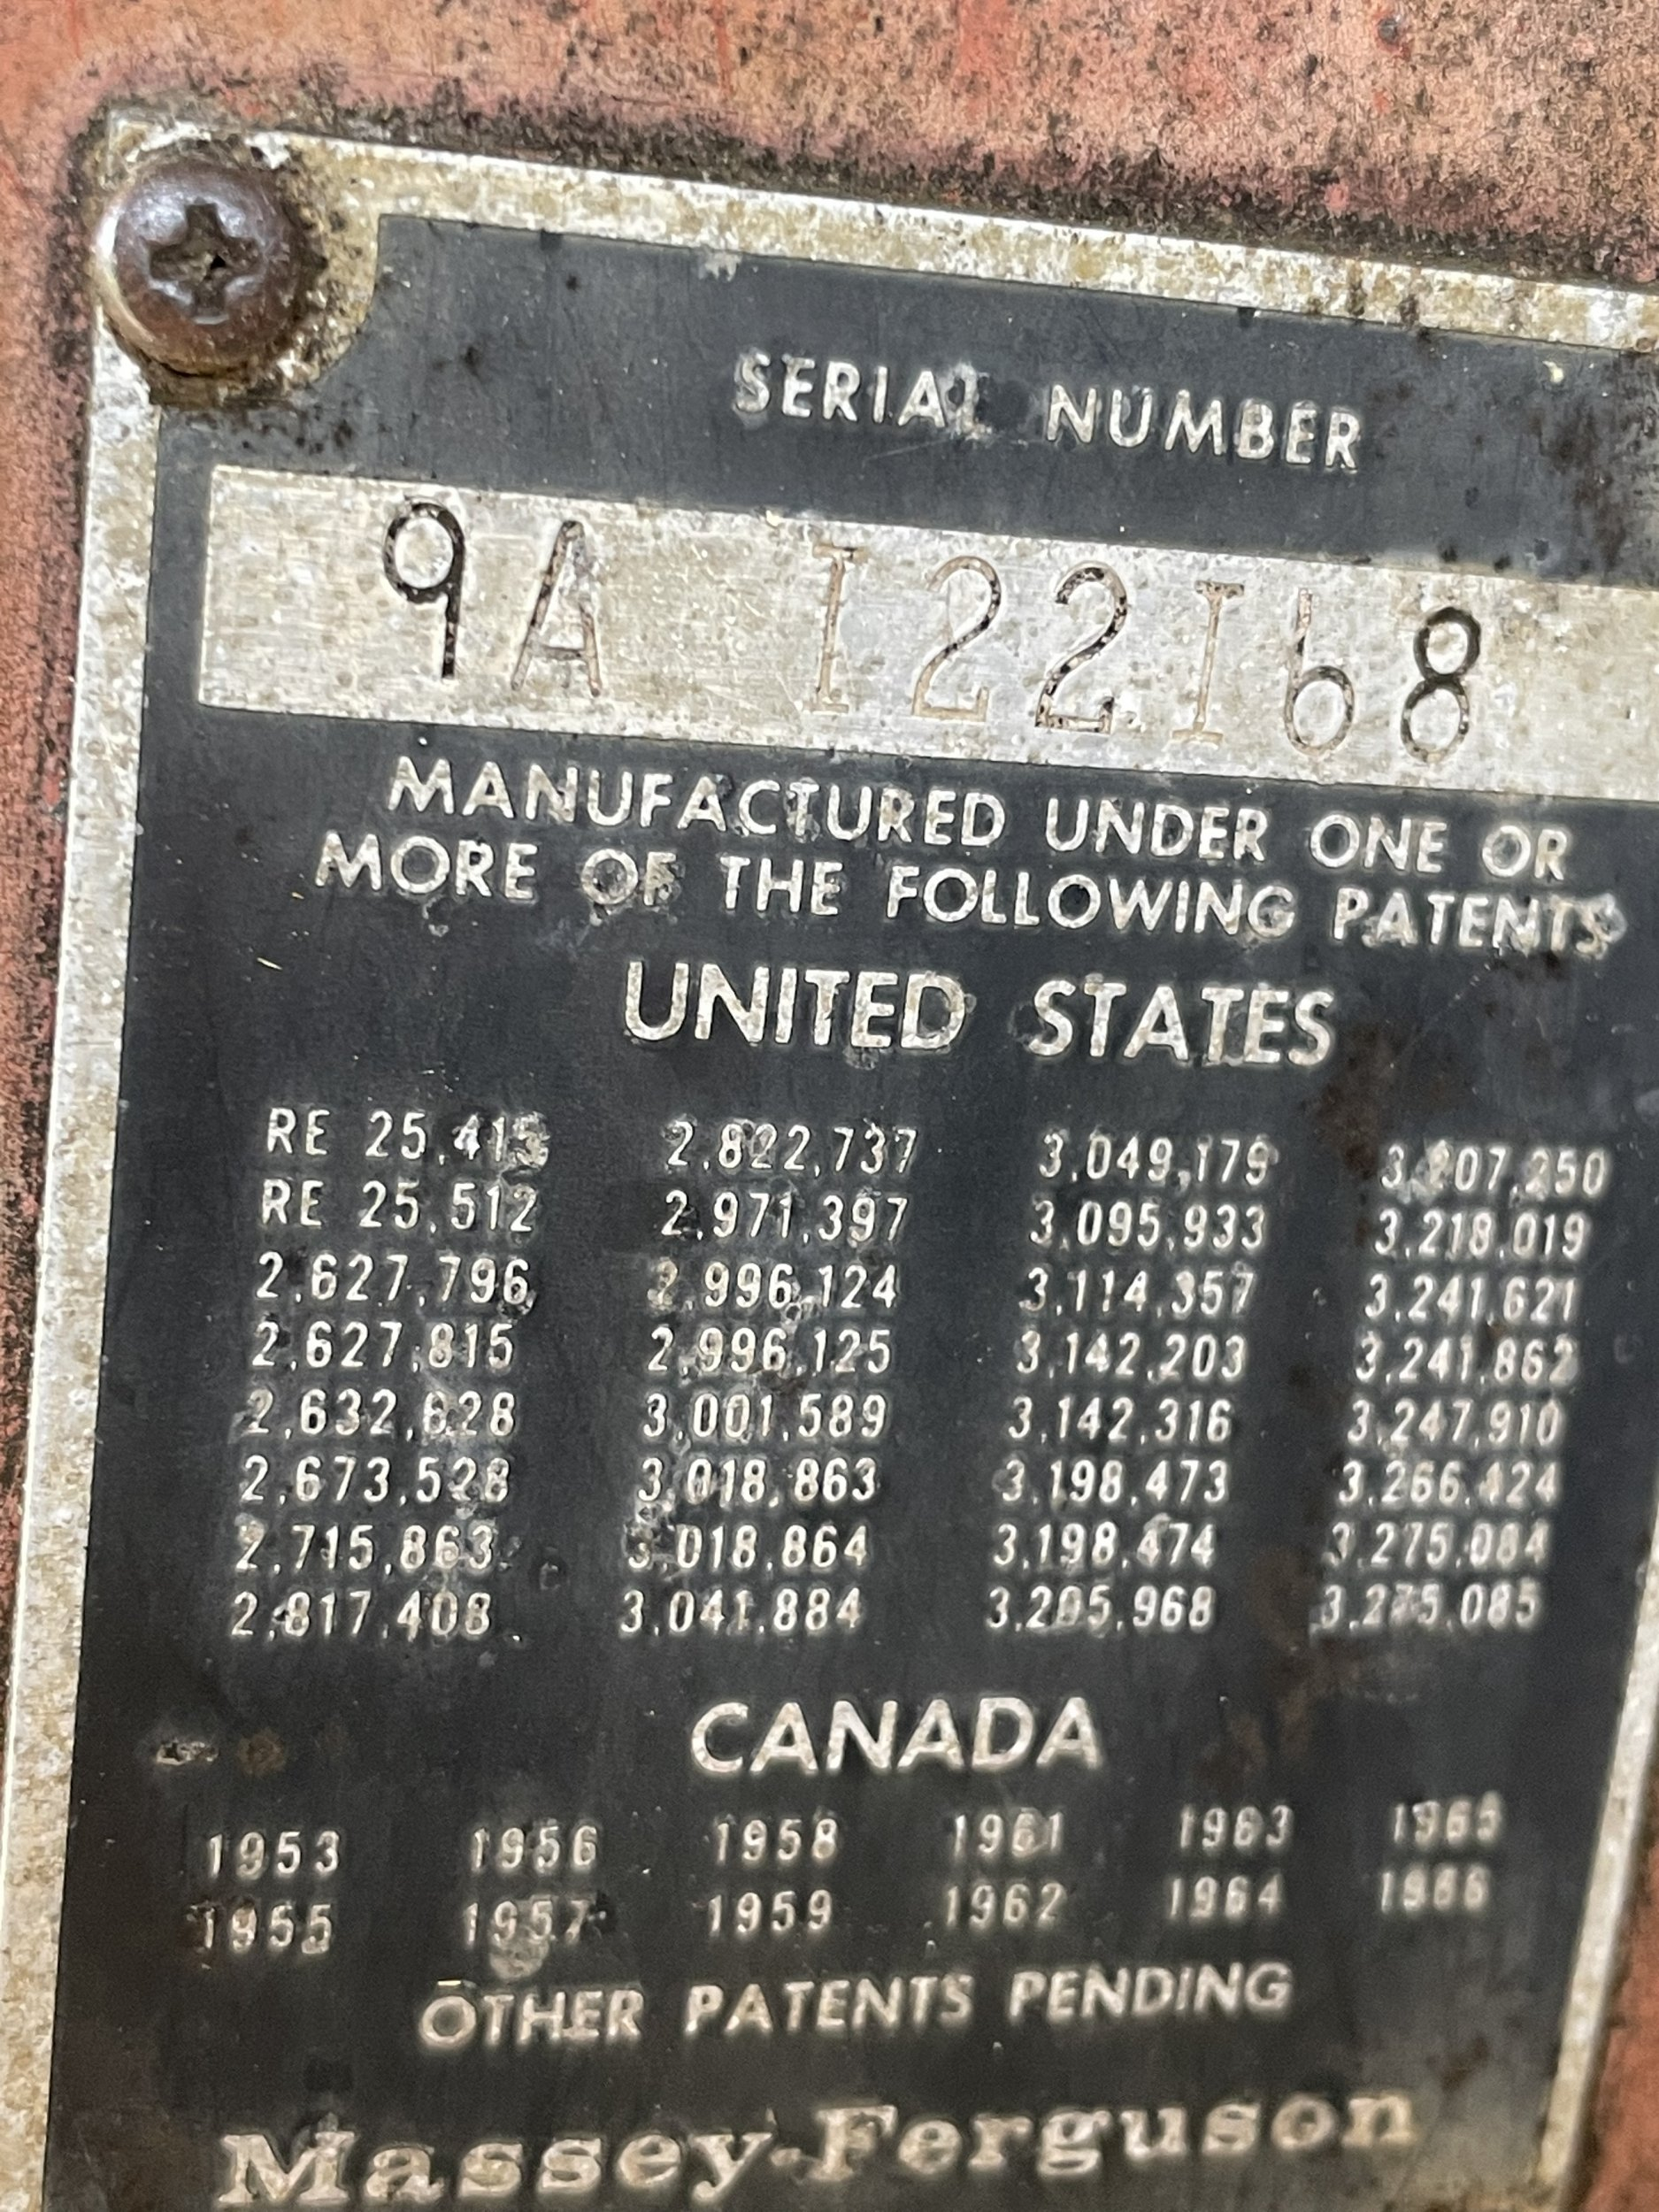 SERIAL NUMBER
9A 122168
MANUFACTURED UNDER ONE OR
MORE OF THE FOLLOWING PATENTS
UNITED STATES
RE 25,415 2,822,737 3,049,179 3,207,250
RE 25,512 2,971,397 3,095,933 3,218,019
2,627,796 2,996,124 3,114,357 3,241,621
2,627,815 2,996,125 3,142,203 3,241,862
2,632,628 3,001,589 3,142,316 3,247,910
2,673,528 3,018,863 3,198,473 3,266,424
2,715,863 3,018,864 3,198,474 3,275,084
2,817,408 3,041,884 3,205,968 3,275,085
CANADA
1953 1956 1958 1961 1963 1965
1955 1957 1959 1962 1964 1966
OTHER PATENTS PENDING
Massey-Ferguson